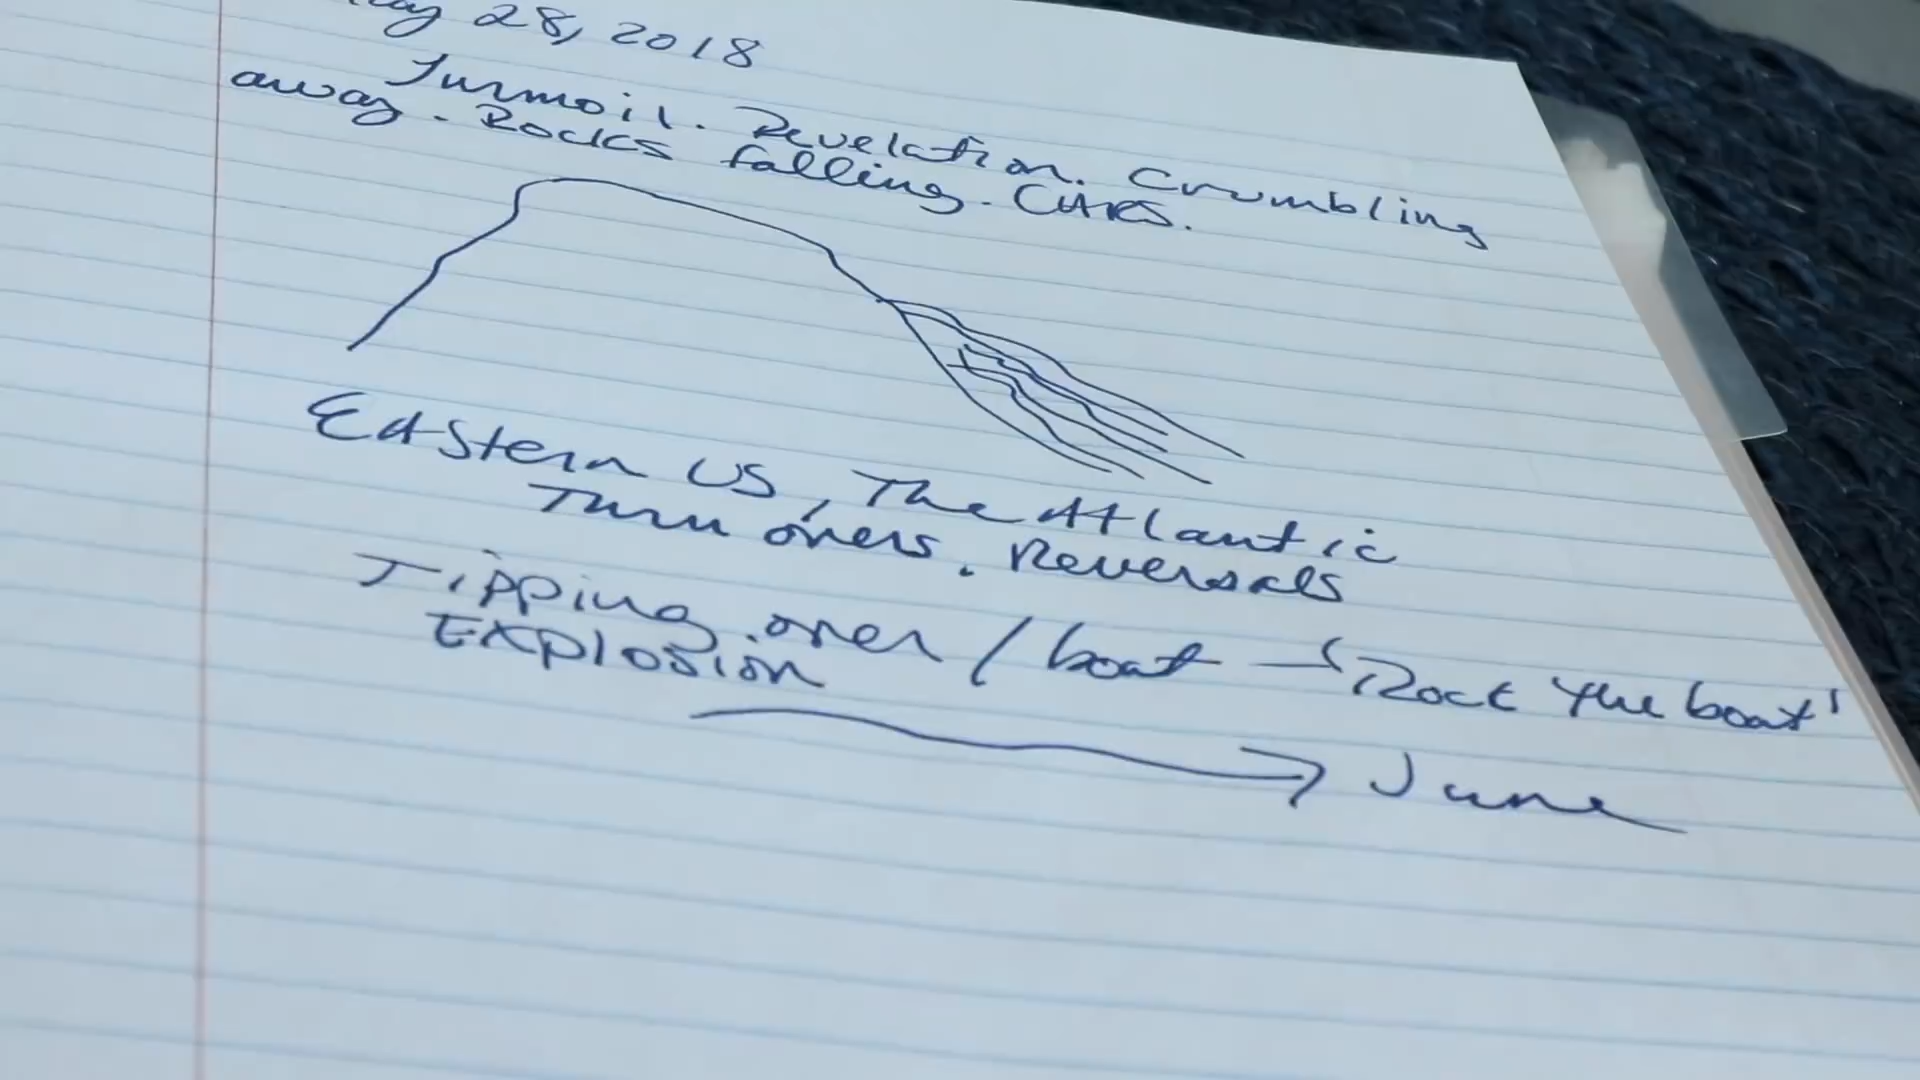 May 28, 2018
Turmoil. Revelation. Crumbling
away. Rocks falling. CARS.
EAStern US, The Atlantic
Turn overs. Reversals
Tipping over / boat → 'Rock the boat'
Explosion
→ June